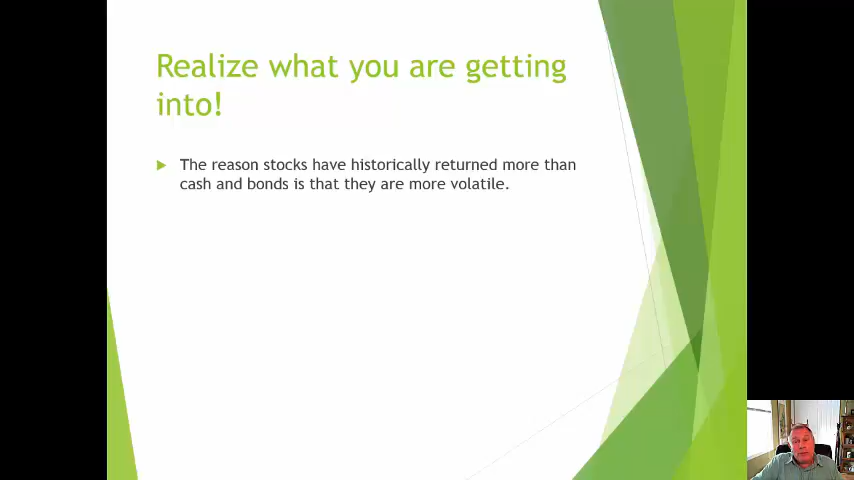 Realize what you are getting
into!
The reason stocks have historically returned more than
cash and bonds is that they are more volatile.